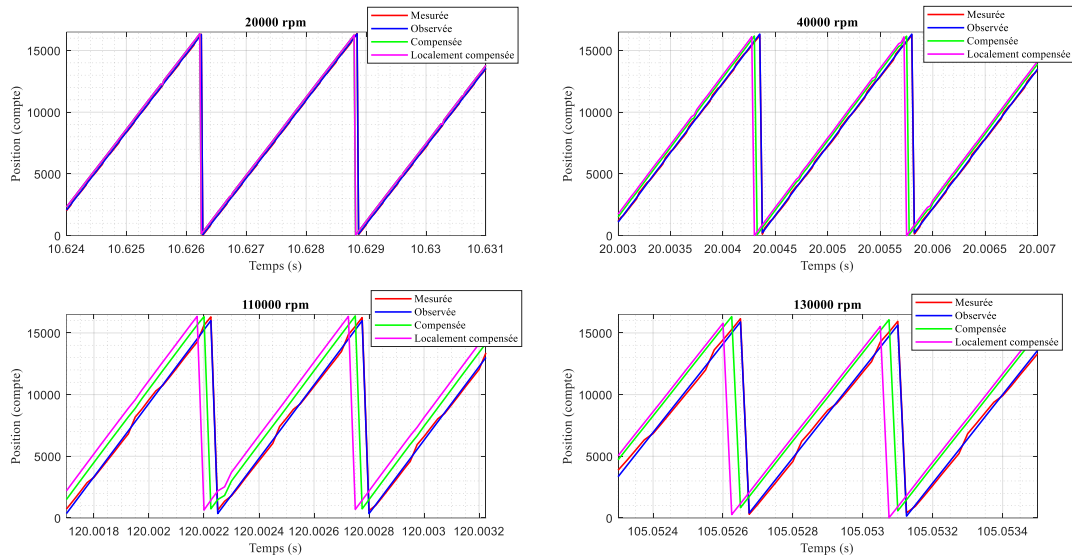 20000 rpm
Mesurée
Observée
Compensée
Localement compensée
Position (compte)
15000
10000
5000
0
10.624 10.625 10.626 10.627 10.628 10.629 10.63 10.631
Temps (s)
40000 rpm
Mesurée
Observée
Compensée
Localement compensée
Position (compte)
15000
10000
5000
0
20.003 20.0035 20.004 20.0045 20.005 20.0055 20.006 20.0065 20.007
Temps (s)
110000 rpm
Mesurée
Observée
Compensée
Localement compensée
Position (compte)
15000
10000
5000
0
120.0018 120.002 120.0022 120.0024 120.0026 120.0028 120.003 120.0032
Temps (s)
130000 rpm
Mesurée
Observée
Compensée
Localement compensée
Position (compte)
15000
10000
5000
0
105.0524 105.0526 105.0528 105.053 105.0532 105.0534
Temps (s)